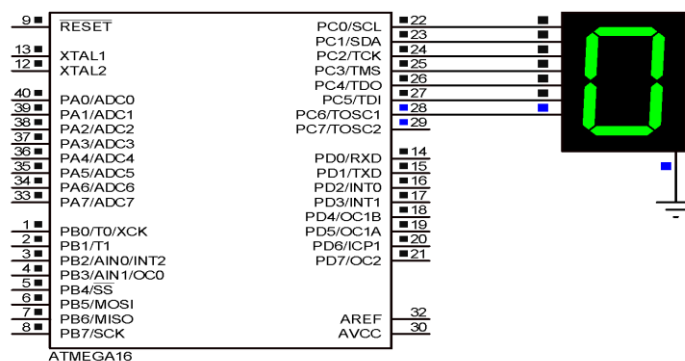 9 RESET PC0/SCL 22
PC1/SDA 23
13 XTAL1 PC2/TCK 24
12 XTAL2 PC3/TMS 25
PC4/TDO 26
40 PA0/ADC0 PC5/TDI 27
39 PA1/ADC1 PC6/TOSC1 28
38 PA2/ADC2 PC7/TOSC2 29
37 PA3/ADC3
36 PA4/ADC4 PD0/RXD 14
35 PA5/ADC5 PD1/TXD 15
34 PA6/ADC6 PD2/INT0 16
33 PA7/ADC7 PD3/INT1 17
PD4/OC1B 18
1 PB0/T0/XCK PD5/OC1A 19
2 PB1/T1 PD6/ICP1 20
3 PB2/AIN0/INT2 PD7/OC2 21
4 PB3/AIN1/OC0
5 PB4/SS
6 PB5/MOSI
7 PB6/MISO AREF 32
8 PB7/SCK AVCC 30
ATMEGA16
0